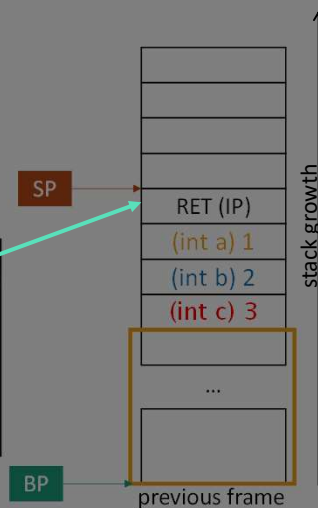 SP
RET (IP)
(int a) 1
(int b) 2
(int c) 3
...
BP
previous frame
stack growth